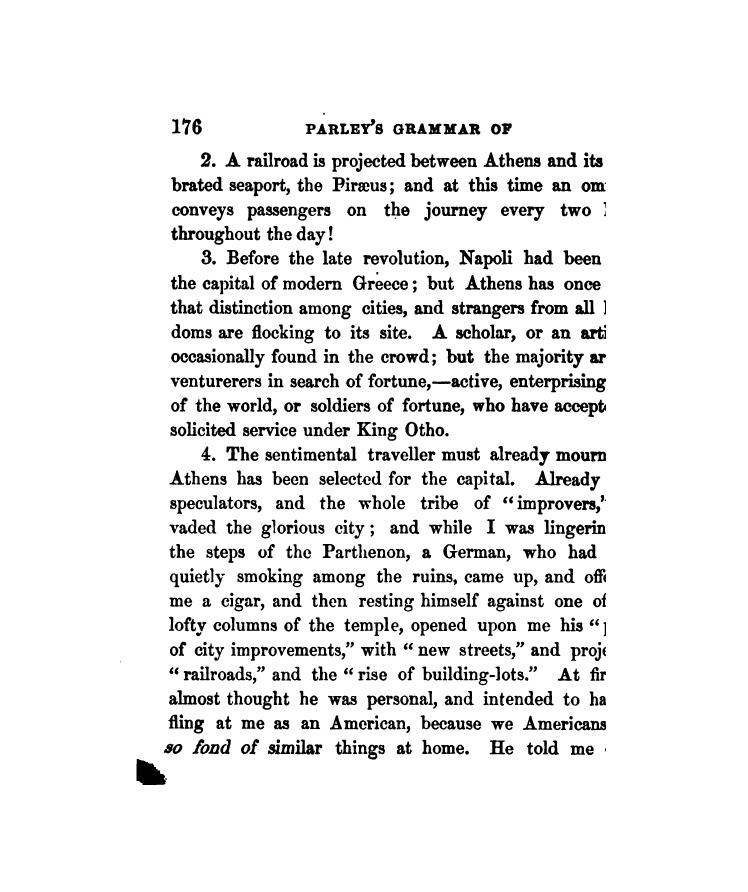 176 PARLEY'S GRAMMAR OF
2. A railroad is projected between Athens and its
brated seaport, the Piræus; and at this time an om
conveys passengers on the journey every two
throughout the day!
3. Before the late revolution, Napoli had been
the capital of modern Greece; but Athens has once
that distinction among cities, and strangers from all
doms are flocking to its site. A scholar, or an arti
occasionally found in the crowd; but the majority ar
venturerers in search of fortune,—active, enterprising
of the world, or soldiers of fortune, who have accept
solicited service under King Otho.
4. The sentimental traveller must already mourn
Athens has been selected for the capital. Already
speculators, and the whole tribe of "improvers,"
vaded the glorious city; and while I was lingerin
the steps of the Parthenon, a German, who had
quietly smoking among the ruins, came up, and off
me a cigar, and then resting himself against one of
lofty columns of the temple, opened upon me his "
of city improvements," with "new streets," and proj
"railroads," and the "rise of building-lots." At fir
almost thought he was personal, and intended to ha
fling at me as an American, because we Americans
so fond of similar things at home. He told me